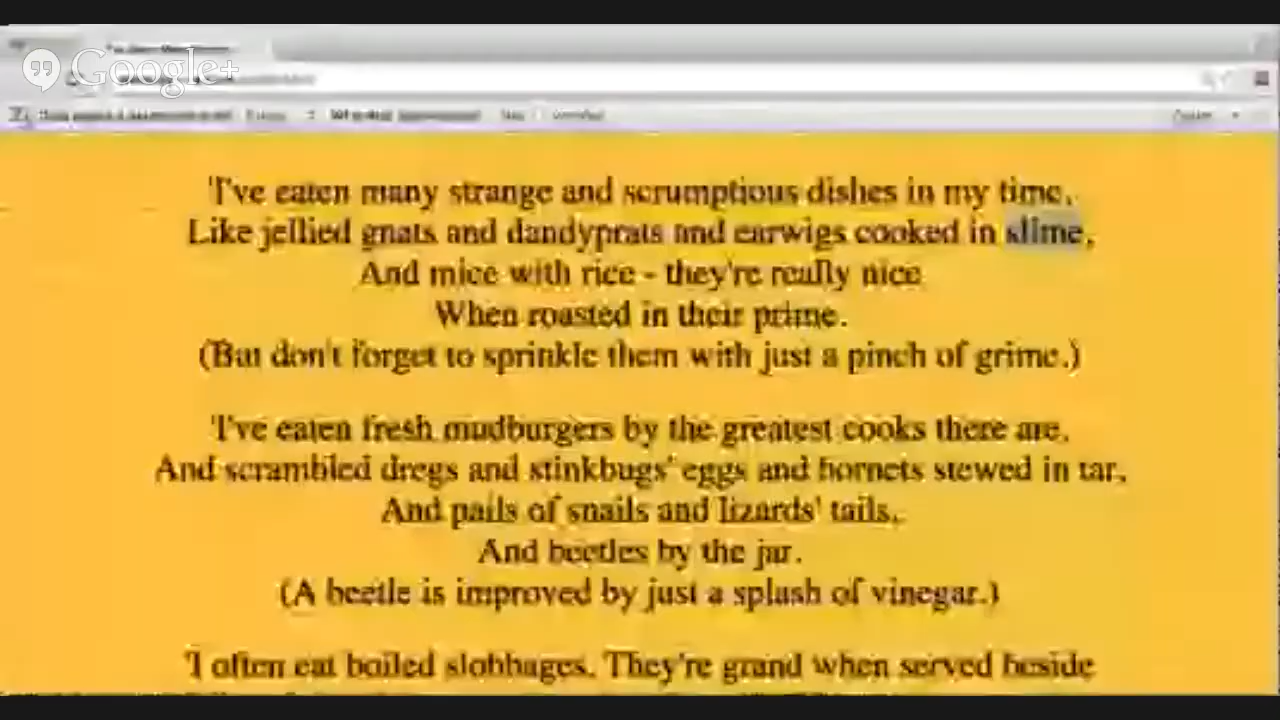 Google+
'I've eaten many strange and scrumptious dishes in my time,
Like jellied gnats and dandyprats and earwigs cooked in slime,
And mice with rice - they're really nice
When roasted in their prime.
(But don't forget to sprinkle them with just a pinch of grime.)
'I've eaten fresh mudburgers by the greatest cooks there are,
And scrambled dregs and stinkbugs' eggs and hornets stewed in tar,
And pails of snails and lizards' tails,
And beetles by the jar.
(A beetle is improved by just a splash of vinegar.)
'I often eat boiled slobbages. They're grand when served beside